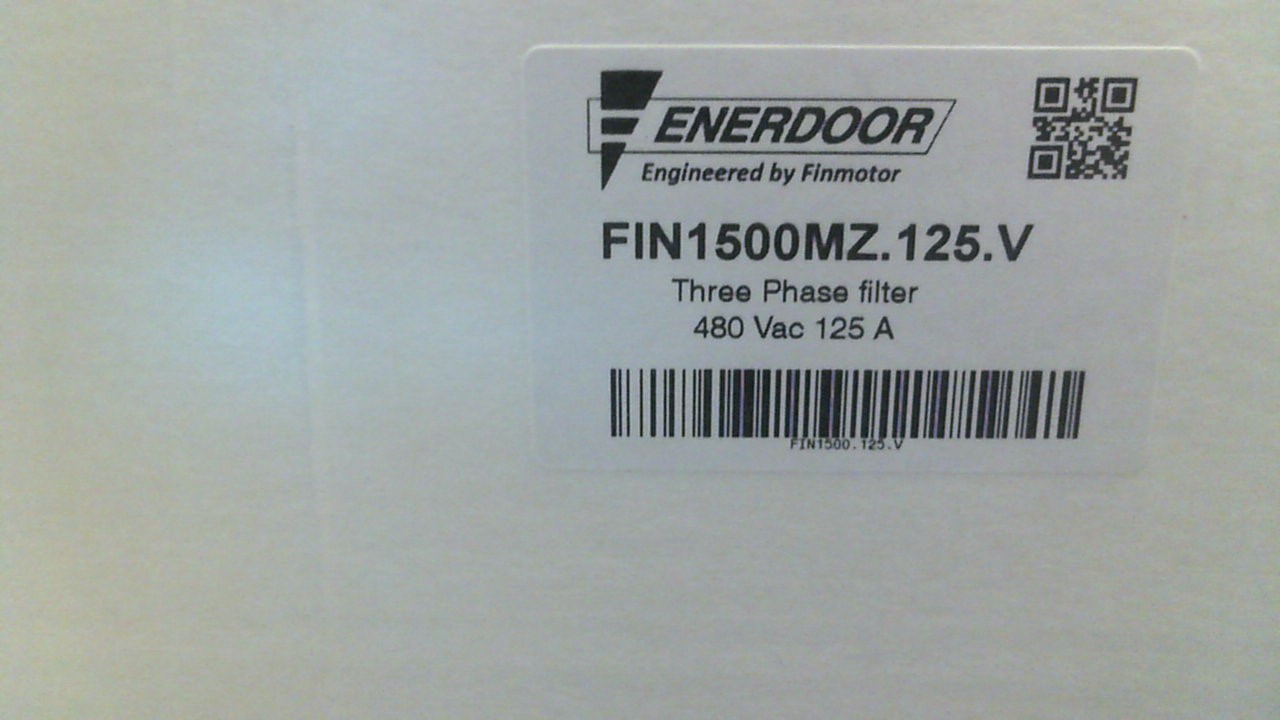 ENERDOOR
Engineered by Finmotor
FIN1500MZ.125.V
Three Phase filter
480 Vac 125 A
FIN1500.125.V